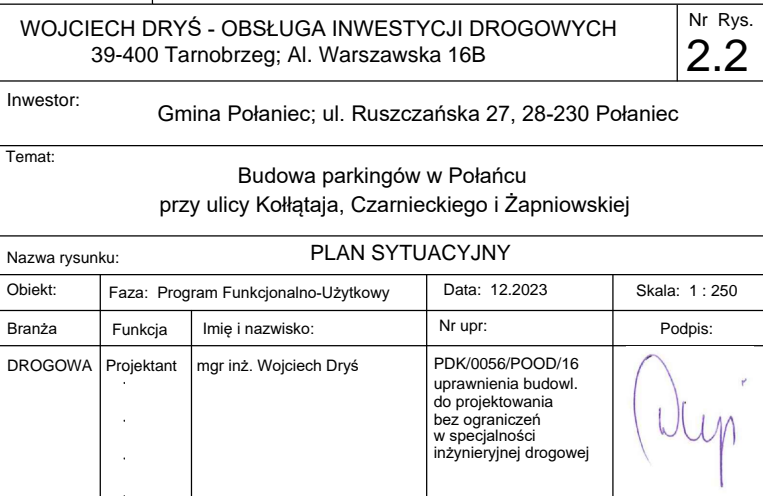 WOJCIECH DRYŚ - OBSŁUGA INWESTYCJI DROGOWYCH
39-400 Tarnobrzeg; Al. Warszawska 16B
Nr Rys.
2.2
Inwestor:
Gmina Połaniec; ul. Ruszczańska 27, 28-230 Połaniec
Temat:
Budowa parkingów w Połańcu
przy ulicy Kołłątaja, Czarnieckiego i Żapniowskiej
Nazwa rysunku: PLAN SYTUACYJNY
Obiekt: Faza: Program Funkcjonalno-Użytkowy Data: 12.2023 Skala: 1 : 250
Branża Funkcja Imię i nazwisko: Nr upr: Podpis:
DROGOWA Projektant mgr inż. Wojciech Dryś PDK/0056/POOD/16
uprawnienia budowl.
do projektowania
bez ograniczeń
w specjalności
inżynieryjnej drogowej